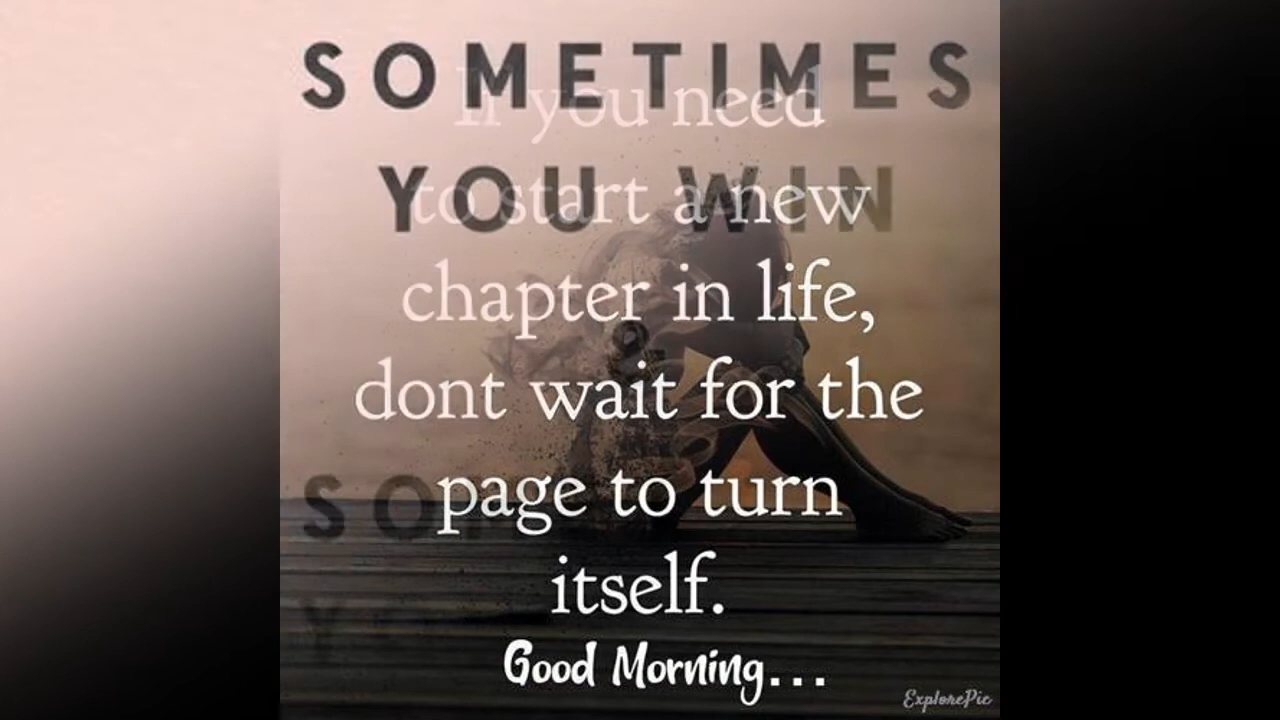 SOMETIMES
If you need
YOU WIN
to start a new
chapter in life,
dont wait for the
page to turn
itself.
Good Morning...
ExplorePic